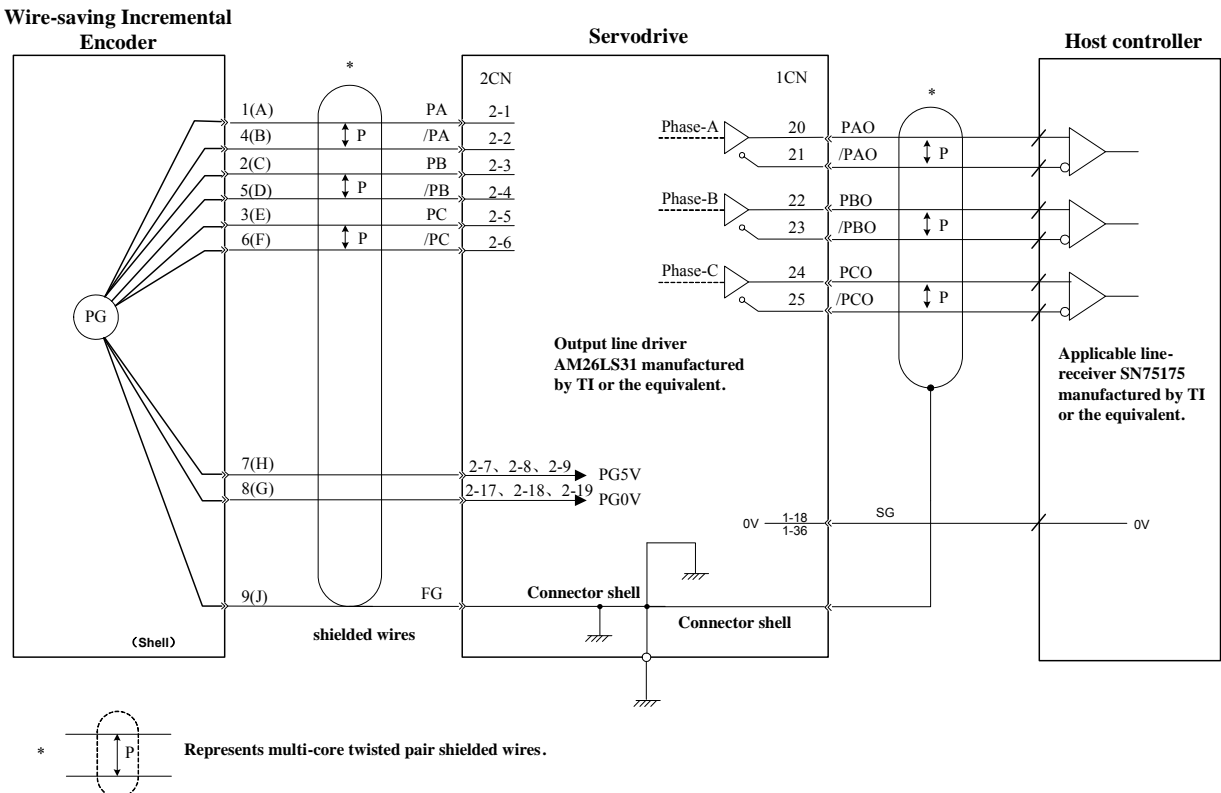 Wire-saving Incremental
Encoder
Servodrive
Host controller
*
2CN
1CN
*
1(A)
PA
2-1
4(B)
P
/PA
2-2
2(C)
PB
2-3
5(D)
P
/PB
2-4
3(E)
PC
2-5
6(F)
P
/PC
2-6
Phase-A
20
PAO
21
/PAO
P
Phase-B
22
PBO
23
/PBO
P
Phase-C
24
PCO
25
/PCO
P
PG
Output line driver
AM26LS31 manufactured
by TI or the equivalent.
Applicable line-
receiver SN75175
manufactured by TI
or the equivalent.
7(H)
2-7、2-8、2-9
PG5V
8(G)
2-17、2-18、2-19
PG0V
0V
1-18
1-36
SG
0V
9(J)
FG
Connector shell
Connector shell
(Shell)
shielded wires
*
P
Represents multi-core twisted pair shielded wires.